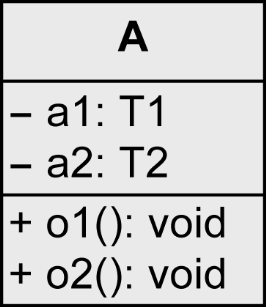 A
− a1: T1
− a2: T2
+ o1(): void
+ o2(): void